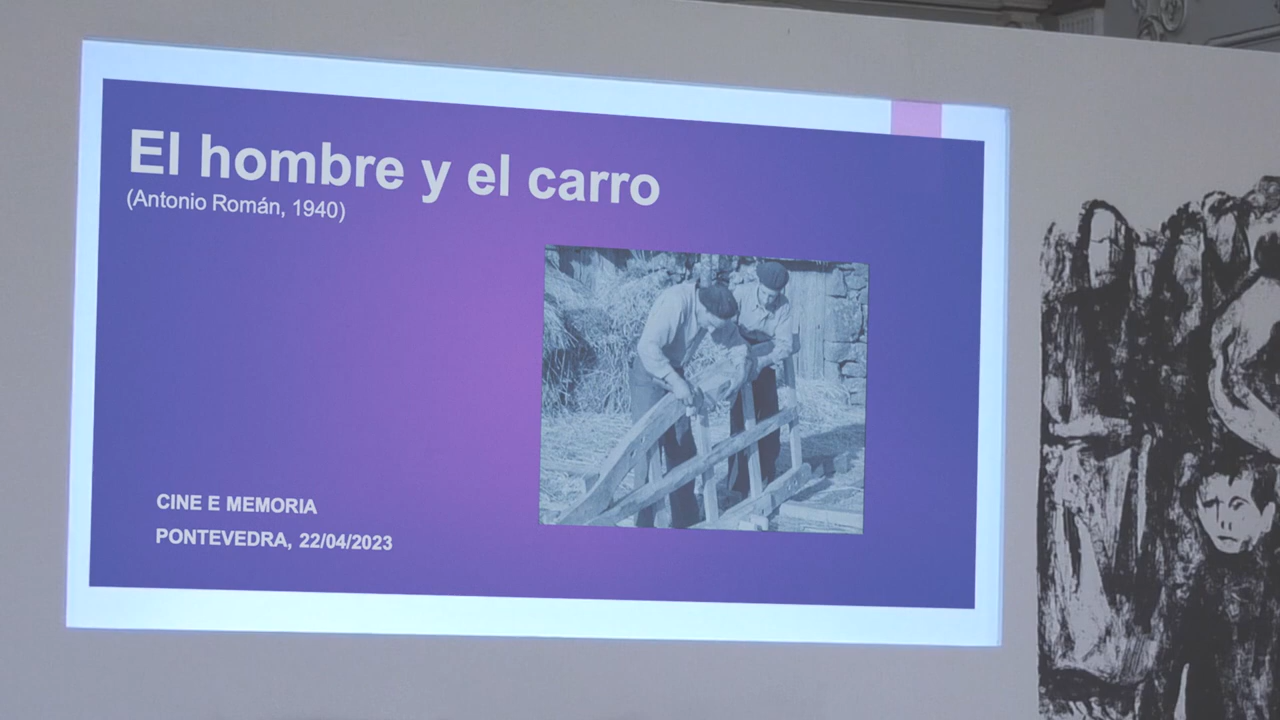 El hombre y el carro
(Antonio Román, 1940)
CINE E MEMORIA
PONTEVEDRA, 22/04/2023